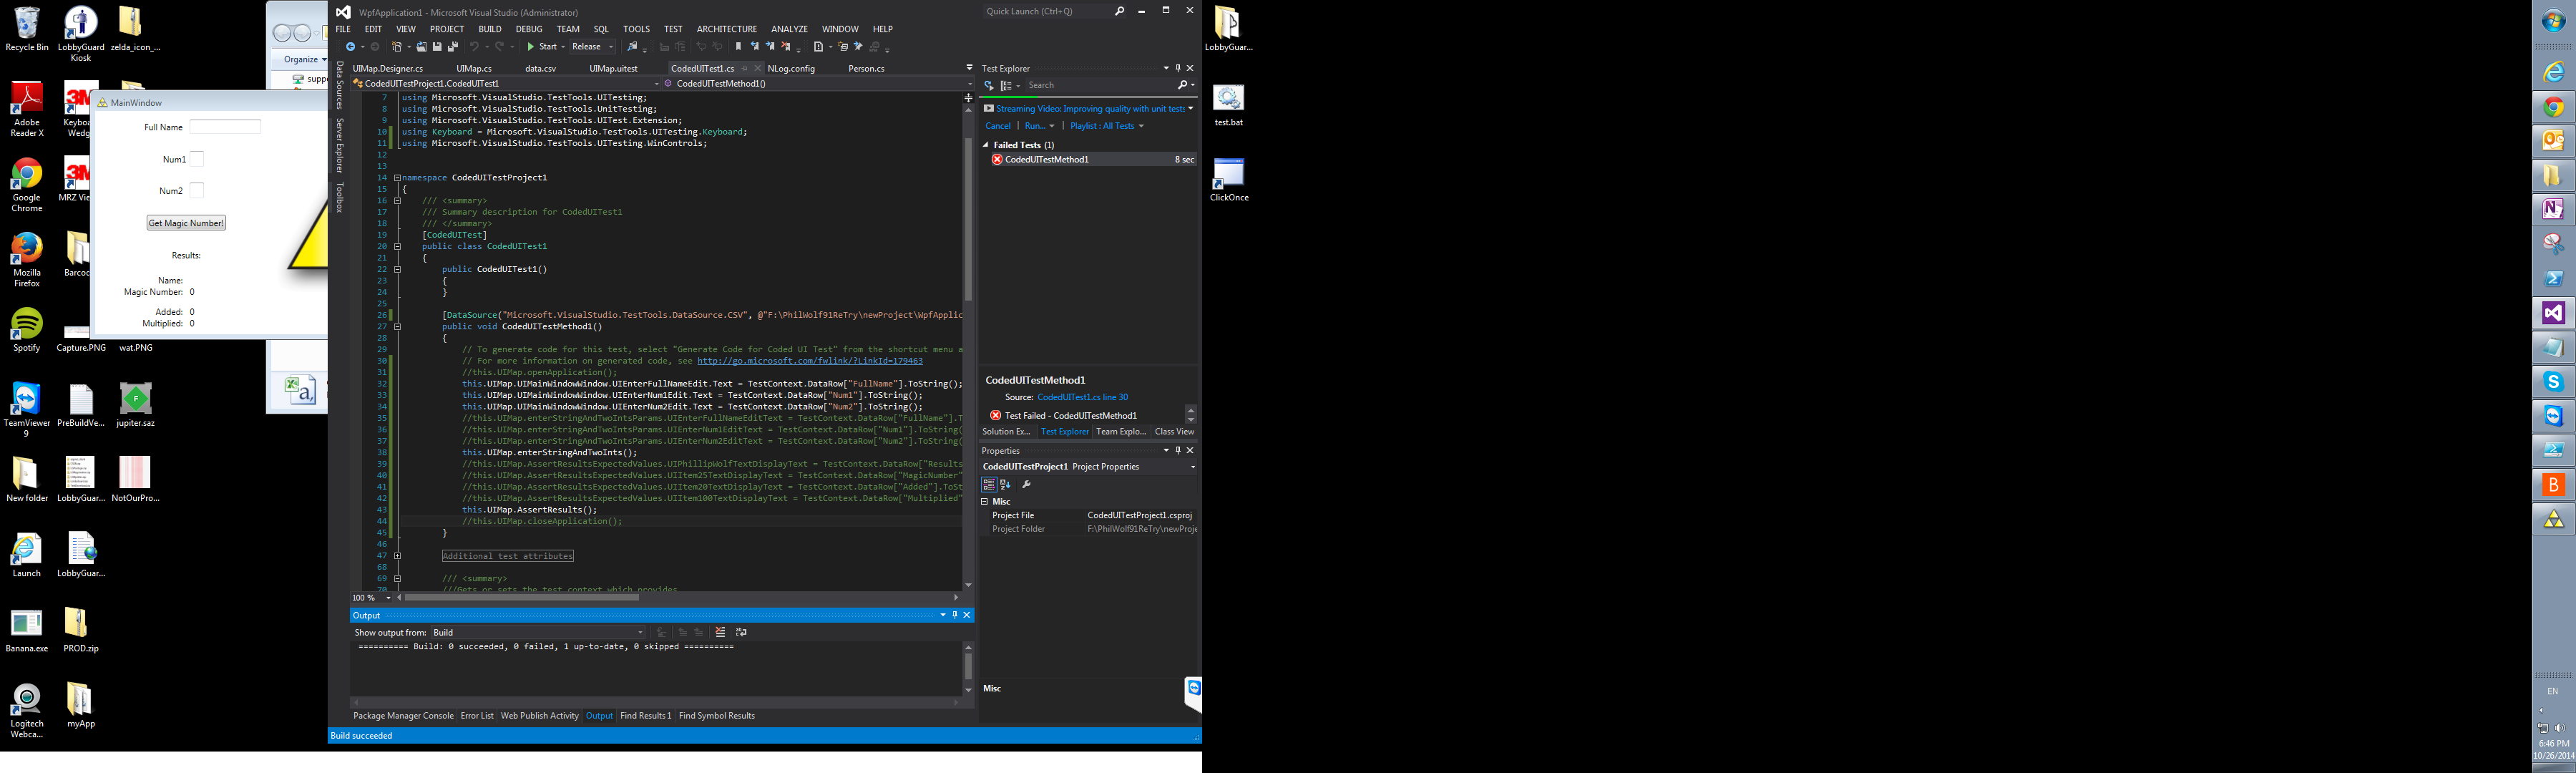 Recycle Bin
LobbyGuard Kiosk
zelda_icon_...
Adobe Reader X
Google Chrome
MRZ Vie
Mozilla Firefox
Spotify
Capture.PNG
wat.PNG
TeamViewer 9
PreBuildVe...
jupiter.saz
New folder
LobbyGuar...
NotOurPro...
Launch
LobbyGuar...
Banana.exe
PROD.zip
Logitech Webca...
myApp
Organize
MainWindow
Full Name
Num1
Num2
Get Magic Number!
Results:
Name:
Magic Number: 0
Added: 0
Multiplied: 0
WpfApplication1 - Microsoft Visual Studio (Administrator)
Quick Launch (Ctrl+Q)
FILE EDIT VIEW PROJECT BUILD DEBUG TEAM SQL TOOLS TEST ARCHITECTURE ANALYZE WINDOW HELP
Start Release
Data Sources
Server Explorer
Toolbox
UIMap.Designer.cs UIMap.cs data.csv UIMap.uitest CodedUITest1.cs NLog.config Person.cs
CodedUITestProject1.CodedUITest1 CodedUITestMethod1()
7 using Microsoft.VisualStudio.TestTools.UITesting;
8 using Microsoft.VisualStudio.TestTools.UnitTesting;
9 using Microsoft.VisualStudio.TestTools.UITest.Extension;
10 using Keyboard = Microsoft.VisualStudio.TestTools.UITesting.Keyboard;
11 using Microsoft.VisualStudio.TestTools.UITesting.WinControls;
12
13
14 namespace CodedUITestProject1
15 {
16 /// <summary>
17 /// Summary description for CodedUITest1
18 /// </summary>
19 [CodedUITest]
20 public class CodedUITest1
21 {
22 public CodedUITest1()
23 {
24 }
25
26 [DataSource("Microsoft.VisualStudio.TestTools.DataSource.CSV", @"F:\PhilWolf91ReTry\newProject\WpfApplic
27 public void CodedUITestMethod1()
28 {
29 // To generate code for this test, select "Generate Code for Coded UI Test" from the shortcut menu a
30 // For more information on generated code, see http://go.microsoft.com/fwlink/?LinkId=179463
31 //this.UIMap.openApplication();
32 this.UIMap.UIMainWindowWindow.UIEnterFullNameEdit.Text = TestContext.DataRow["FullName"].ToString();
33 this.UIMap.UIMainWindowWindow.UIEnterNum1Edit.Text = TestContext.DataRow["Num1"].ToString();
34 this.UIMap.UIMainWindowWindow.UIEnterNum2Edit.Text = TestContext.DataRow["Num2"].ToString();
35 //this.UIMap.enterStringAndTwoIntsParams.UIEnterFullNameEditText = TestContext.DataRow["FullName"].T
36 //this.UIMap.enterStringAndTwoIntsParams.UIEnterNum1EditText = TestContext.DataRow["Num1"].ToString(
37 //this.UIMap.enterStringAndTwoIntsParams.UIEnterNum2EditText = TestContext.DataRow["Num2"].ToString(
38 this.UIMap.enterStringAndTwoInts();
39 //this.UIMap.AssertResultsExpectedValues.UIPhillipWolfTextDisplayText = TestContext.DataRow["Results
40 //this.UIMap.AssertResultsExpectedValues.UIItem25TextDisplayText = TestContext.DataRow["MagicNumber"
41 //this.UIMap.AssertResultsExpectedValues.UIItem20TextDisplayText = TestContext.DataRow["Added"].ToSt
42 //this.UIMap.AssertResultsExpectedValues.UIItem100TextDisplayText = TestContext.DataRow["Multiplied"
43 this.UIMap.AssertResults();
44 //this.UIMap.closeApplication();
45 }
46
47 Additional test attributes
68
69 /// <summary>
70 ///Gets or sets the test context which provides
100 %
Output
Show output from: Build
========== Build: 0 succeeded, 0 failed, 1 up-to-date, 0 skipped ==========
Package Manager Console Error List Web Publish Activity Output Find Results 1 Find Symbol Results
Build succeeded
Test Explorer
Search
Streaming Video: Improving quality with unit tests
Cancel | Run... | Playlist : All Tests
Failed Tests (1)
CodedUITestMethod1 8 sec
CodedUITestMethod1
Source: CodedUITest1.cs line 30
Test Failed - CodedUITestMethod1
Solution Ex... Test Explorer Team Explo... Class View
Properties
CodedUITestProject1 Project Properties
Misc
Project File CodedUITestProject1.csproj
Project Folder F:\PhilWolf91ReTry\newProje
Misc
LobbyGuar...
test.bat
ClickOnce
EN
6:46 PM
10/26/2014